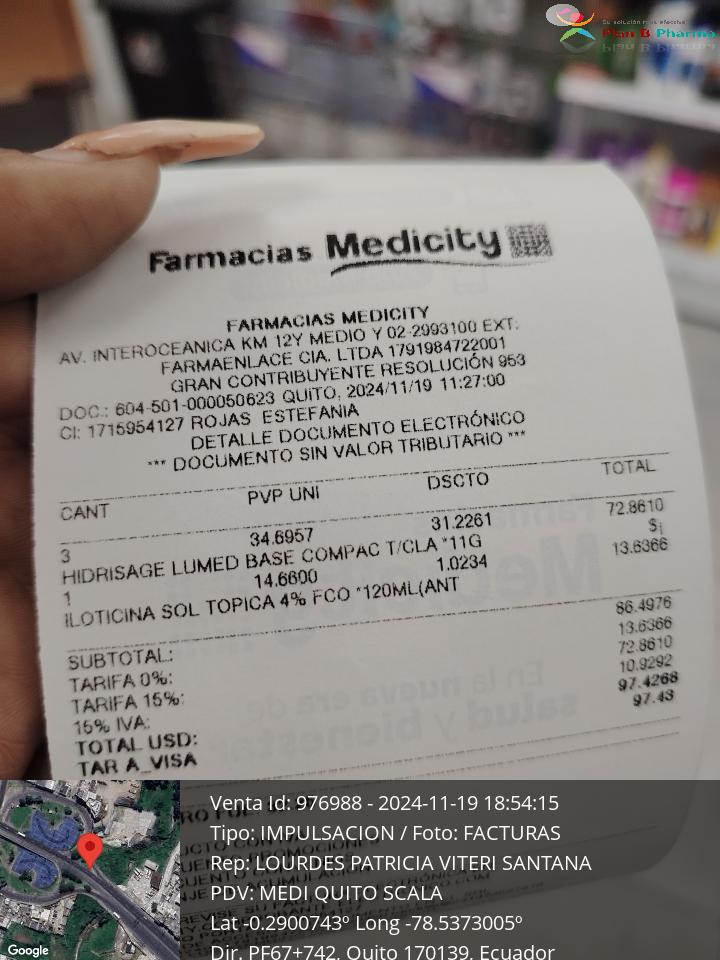 Su solución más efectiva
Plan B Pharma
Farmacias Medicity
FARMACIAS MEDICITY
AV. INTEROCEANICA KM 12Y MEDIO Y 02-2993100 EXT:
FARMAENLACE CIA. LTDA 1791984722001
GRAN CONTRIBUYENTE RESOLUCIÓN 953
DOC.: 604-501-000050623 QUITO, 2024/11/19 11:27:00
CI: 1715954127 ROJAS ESTEFANIA
DETALLE DOCUMENTO ELECTRÓNICO
*** DOCUMENTO SIN VALOR TRIBUTARIO ***
CANT PVP UNI DSCTO TOTAL
3 34.6957 31.2261 72.8610
HIDRISAGE LUMED BASE COMPAC T/CLA *11G $¡
1 14.6600 1.0234 13.6366
ILOTICINA SOL TOPICA 4% FCO *120ML(ANT
SUBTOTAL: 86.4976
TARIFA 0%: 13.6366
TARIFA 15%: 72.8610
15% IVA: 10.9292
TOTAL USD: 97.4268
TAR A_VISA 97.43
Venta Id: 976988 - 2024-11-19 18:54:15
Tipo: IMPULSACION / Foto: FACTURAS
Rep: LOURDES PATRICIA VITERI SANTANA
PDV: MEDI,QUITO SCALA
Lat -0.2900743º Long -78.5373005º
Dir. PF67+742, Quito 170139, Ecuador
Google